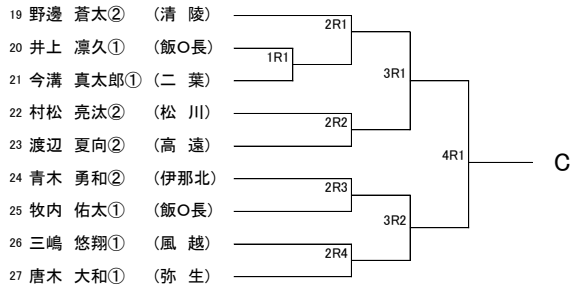 19 野邊 蒼太② (清 陵)
2R1
20 井上 凛久① (飯O長)
1R1
21 今溝 真太郎① (二 葉)
3R1
22 村松 亮汰② (松 川)
2R2
23 渡辺 夏向② (高 遠)
4R1 C
24 青木 勇和② (伊那北)
2R3
25 牧内 佑太① (飯O長)
3R2
26 三嶋 悠翔① (風 越)
2R4
27 唐木 大和① (弥 生)